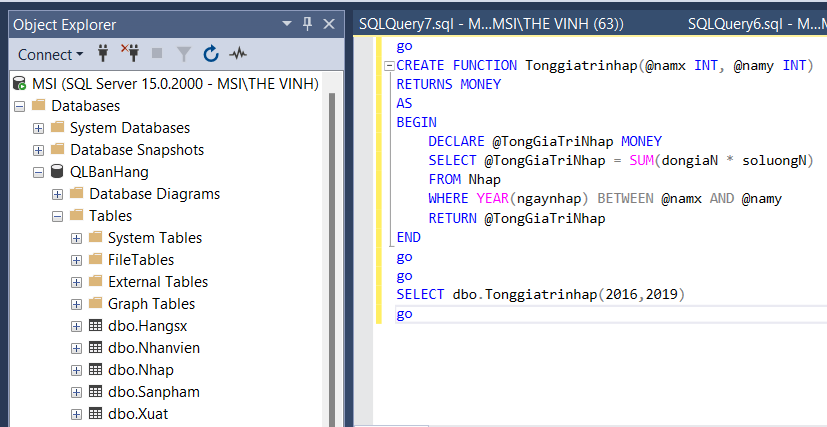 Object Explorer
Connect
MSI (SQL Server 15.0.2000 - MSI\THE VINH)
Databases
System Databases
Database Snapshots
QLBanHang
Database Diagrams
Tables
System Tables
FileTables
External Tables
Graph Tables
dbo.Hangsx
dbo.Nhanvien
dbo.Nhap
dbo.Sanpham
dbo.Xuat
SQLQuery7.sql - M...MSI\THE VINH (63))
SQLQuery6.sql - M...M
go
CREATE FUNCTION Tonggiatrinhap(@namx INT, @namy INT)
RETURNS MONEY
AS
BEGIN
DECLARE @TongGiaTriNhap MONEY
SELECT @TongGiaTriNhap = SUM(dongiaN * soluongN)
FROM Nhap
WHERE YEAR(ngaynhap) BETWEEN @namx AND @namy
RETURN @TongGiaTriNhap
END
go
go
SELECT dbo.Tonggiatrinhap(2016,2019)
go